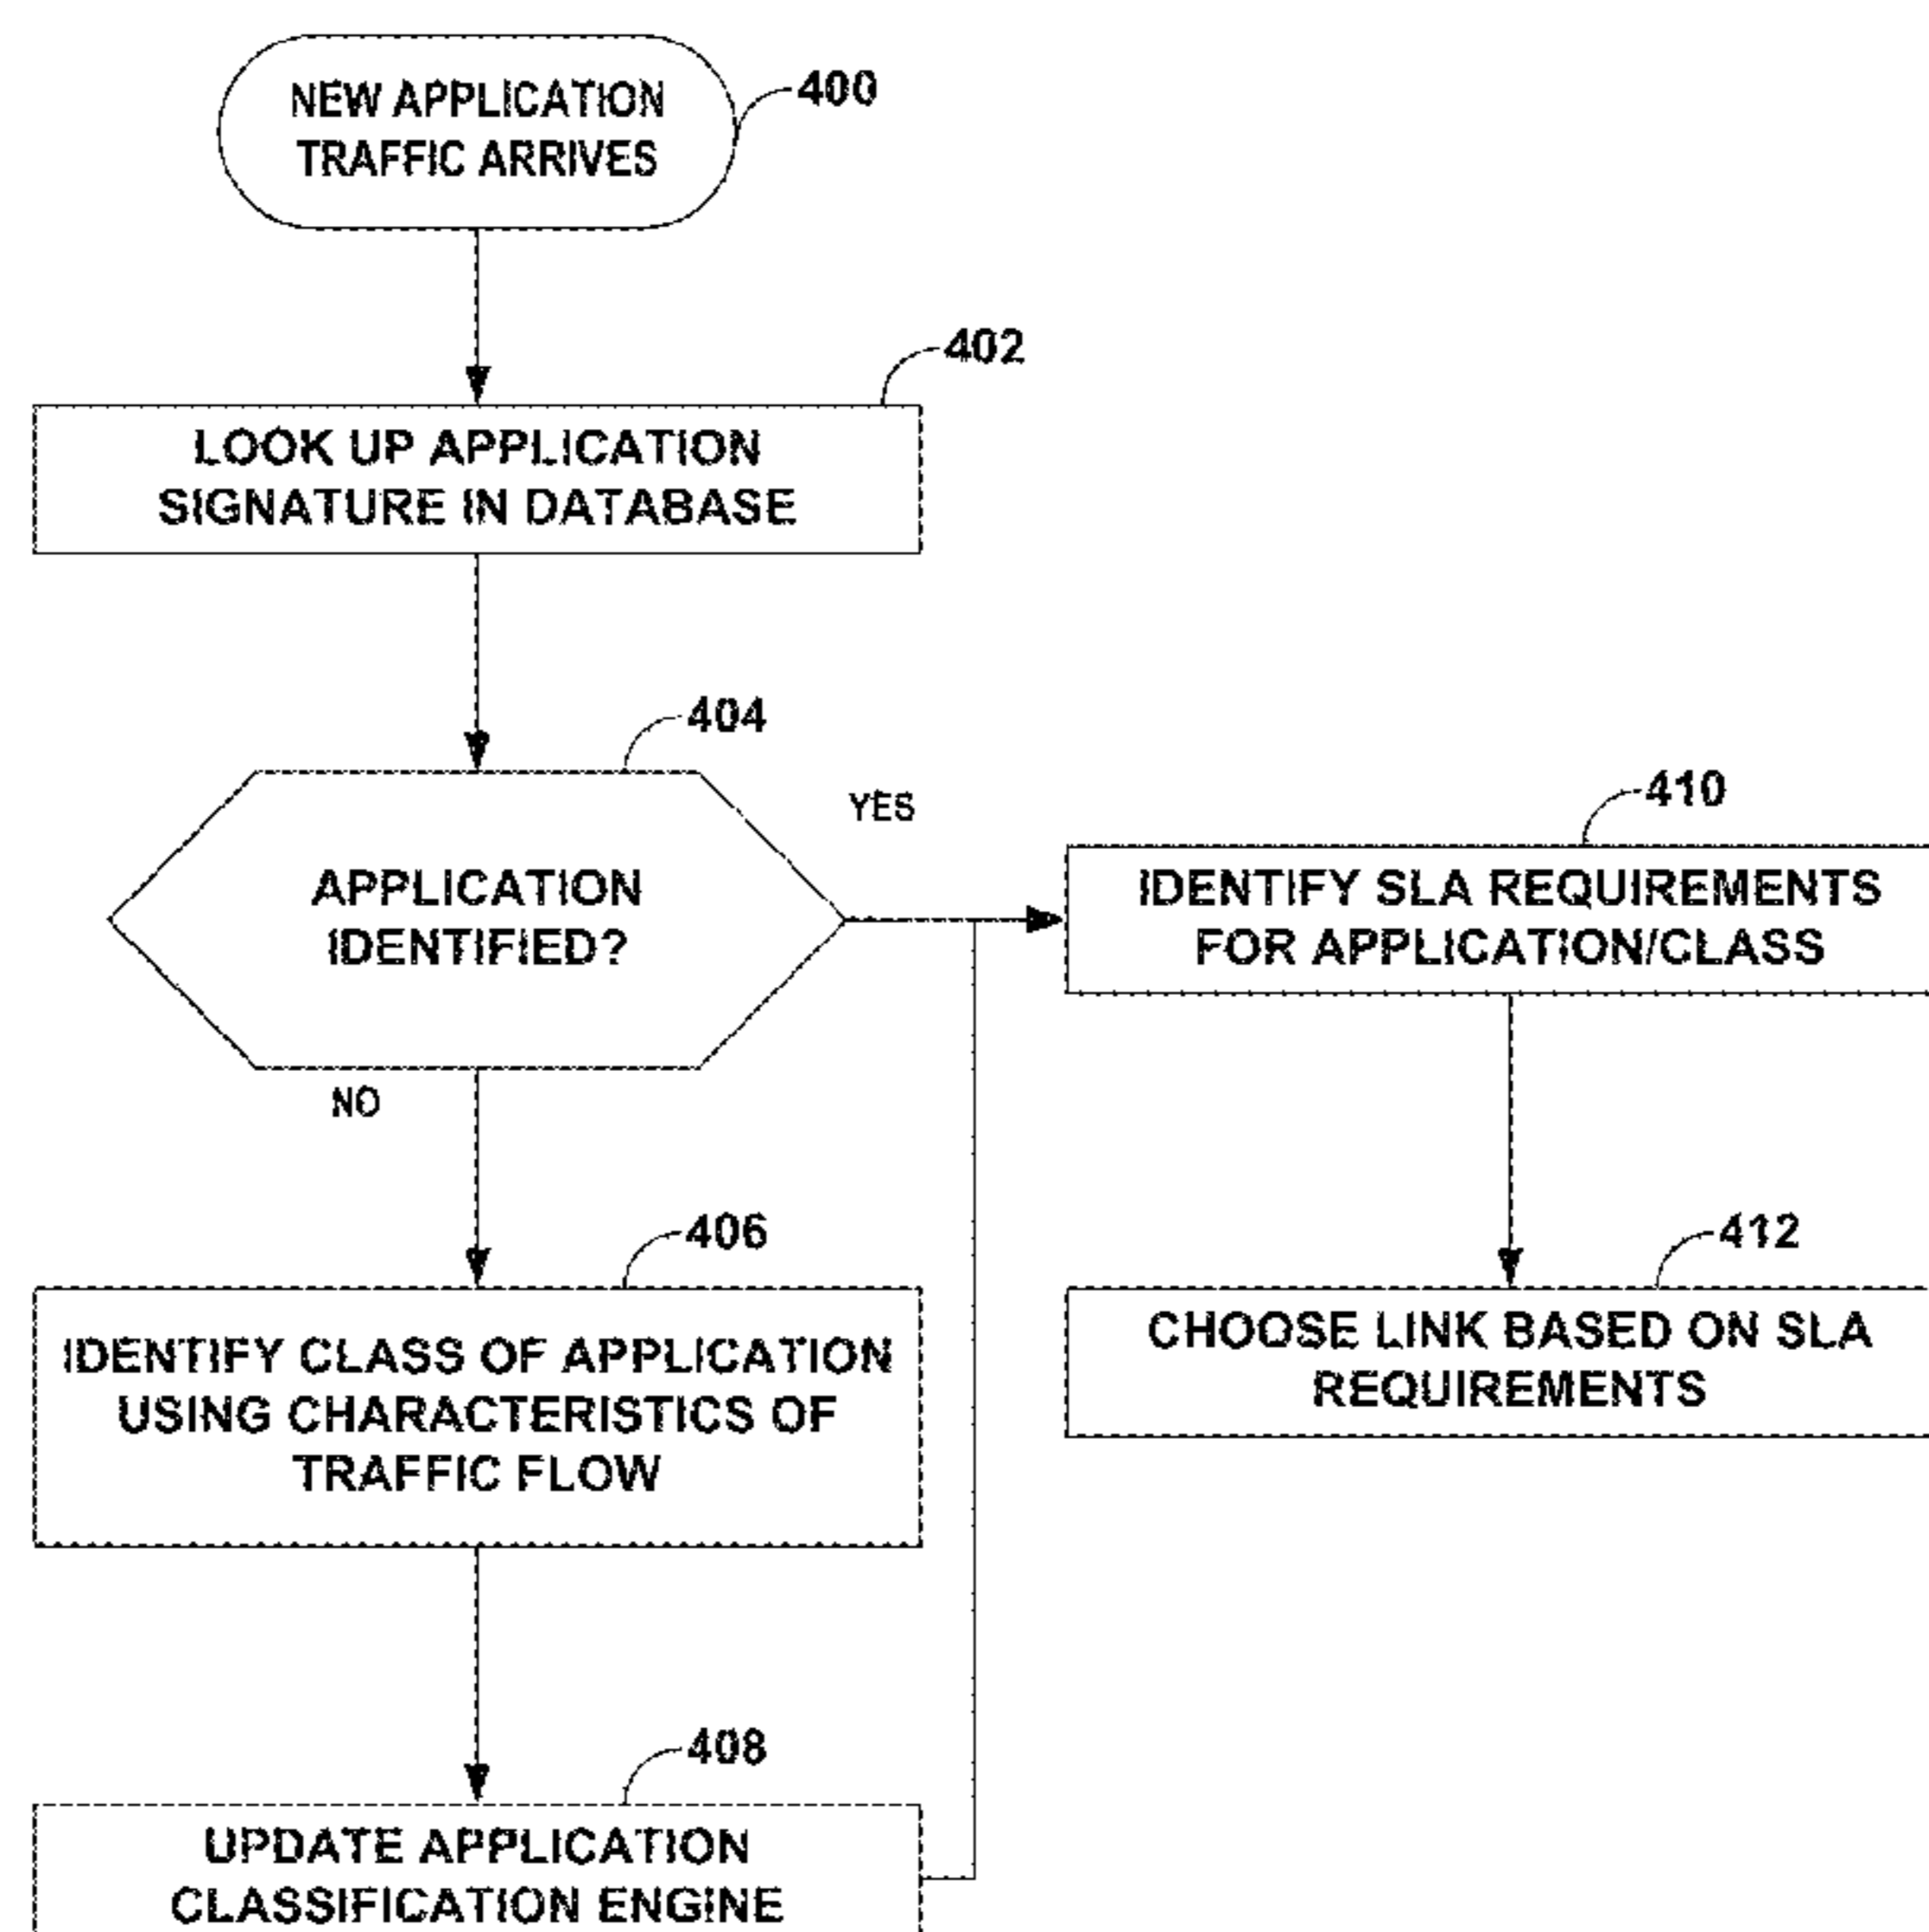 NEW APPLICATION
TRAFFIC ARRIVES
400
402
LOOK UP APPLICATION
SIGNATURE IN DATABASE
404
APPLICATION
IDENTIFIED?
YES
NO
406
IDENTIFY CLASS OF APPLICATION
USING CHARACTERISTICS OF
TRAFFIC FLOW
408
UPDATE APPLICATION
CLASSIFICATION ENGINE
410
IDENTIFY SLA REQUIREMENTS
FOR APPLICATION/CLASS
412
CHOOSE LINK BASED ON SLA
REQUIREMENTS